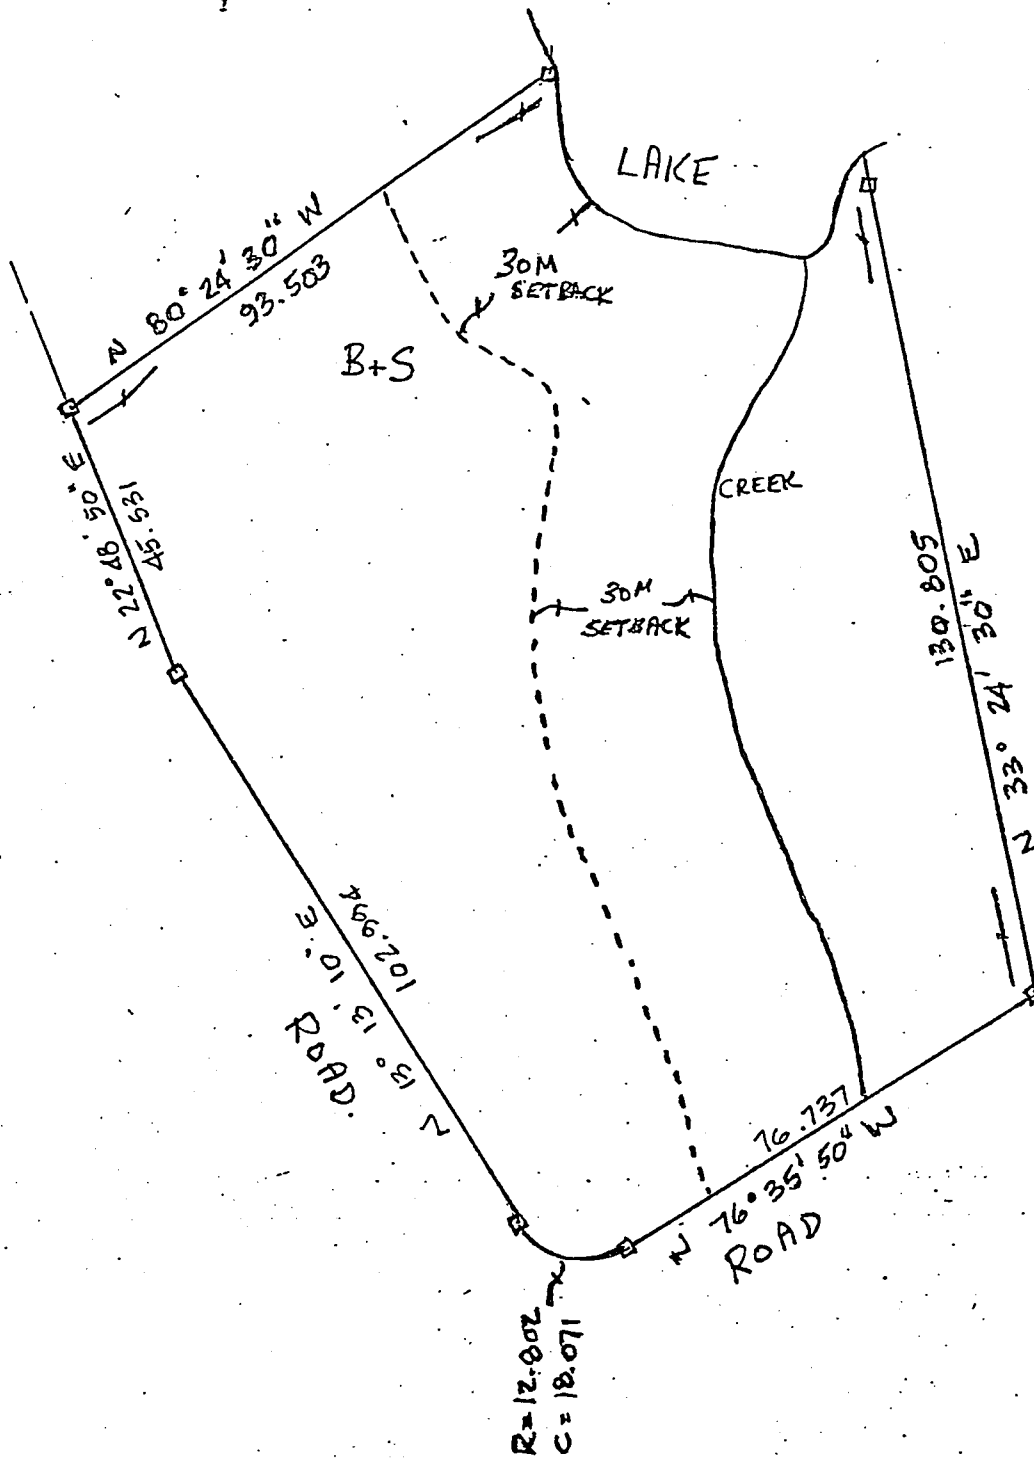 LAKE
N 80° 24' 30" W
93.503
30M
SETBACK
B+S
N 22° 48' 50" E
45.531
CREEK
30M
SETBACK
130.805
N 33° 24' 30" E
N 13° 13' 10" E
102.994
ROAD.
76.737
N 76° 35' 50" W
ROAD
R=12.802
C=18.071